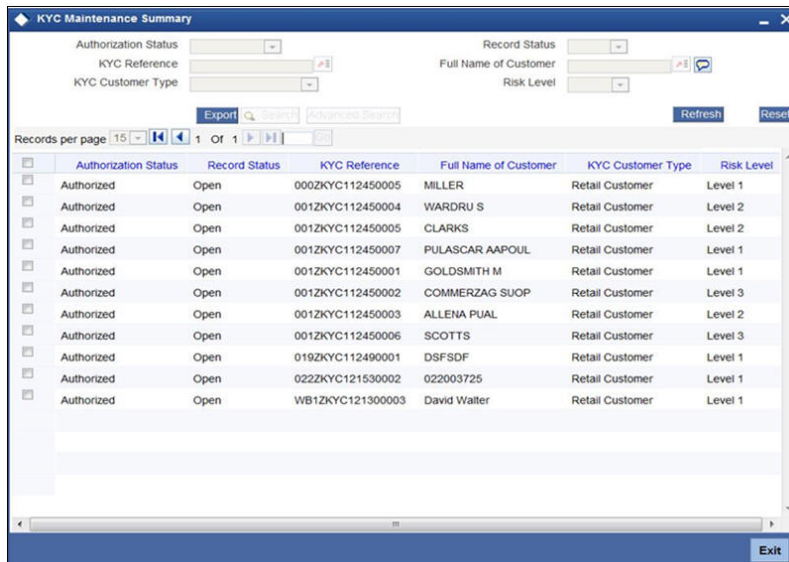 KYC Maintenance Summary
Authorization Status Record Status
KYC Reference Full Name of Customer
KYC Customer Type Risk Level
Export Search Advanced Search Refresh Reset
Records per page 15 1 Of 1 Go
Authorization Status Record Status KYC Reference Full Name of Customer KYC Customer Type Risk Level
Authorized Open 000ZKYC112450005 MILLER Retail Customer Level 1
Authorized Open 001ZKYC112450004 WARDRU S Retail Customer Level 2
Authorized Open 001ZKYC112450005 CLARKS Retail Customer Level 2
Authorized Open 001ZKYC112450007 PULASCAR AAPOUL Retail Customer Level 1
Authorized Open 001ZKYC112450001 GOLDSMITH M Retail Customer Level 1
Authorized Open 001ZKYC112450002 COMMERZAG SUOP Retail Customer Level 3
Authorized Open 001ZKYC112450003 ALLENA PUAL Retail Customer Level 2
Authorized Open 001ZKYC112450006 SCOTTS Retail Customer Level 3
Authorized Open 019ZKYC112490001 DSFSDF Retail Customer Level 1
Authorized Open 022ZKYC121530002 022003725 Retail Customer Level 1
Authorized Open WB1ZKYC121300003 David Walter Retail Customer Level 1
Exit